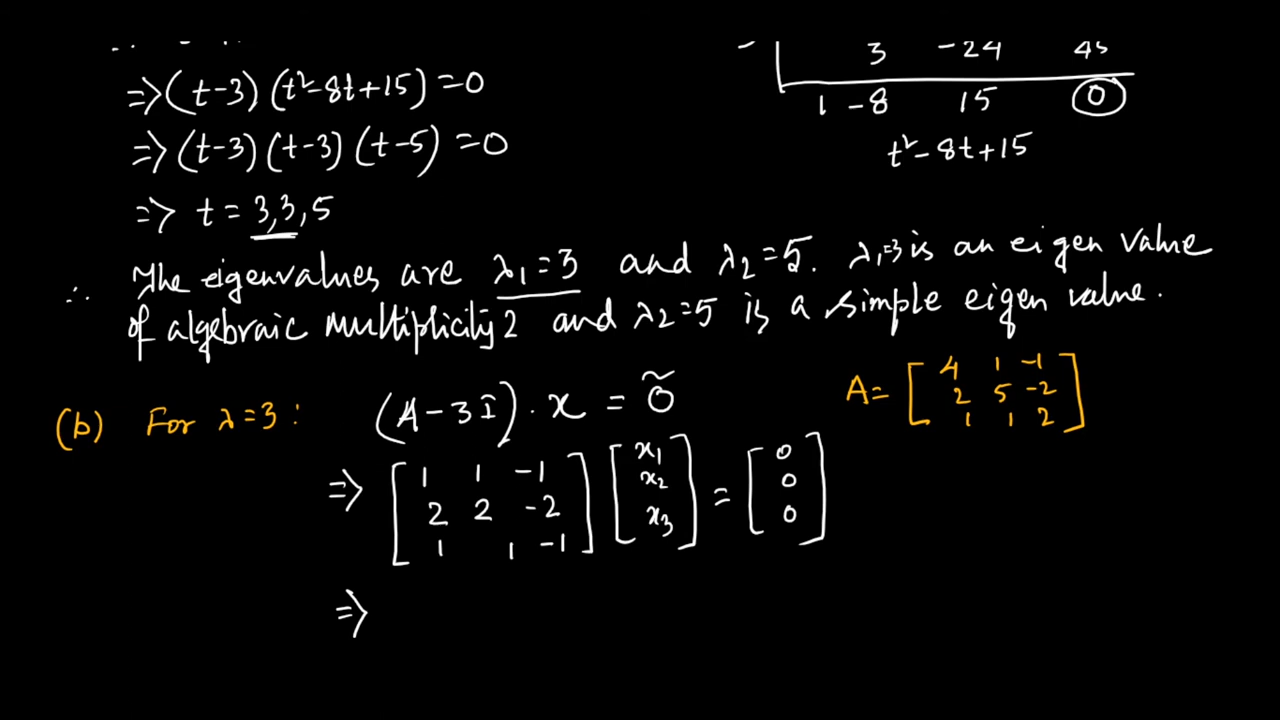 3 -24 45
⇒ (t-3) (t²-8t+15) = 0
1 -8 15 0
⇒ (t-3) (t-3) (t-5) = 0
t²-8t+15
⇒ t = 3,3,5
∴ The eigenvalues are λ₁=3 and λ₂=5. λ₁=3 is an eigen value
of algebraic multiplicity 2 and λ₂=5 is a simple eigen value.
(b) For λ=3: (A-3I). x = 0̃
A = [4 1 -1
2 5 -2
1 1 2]
⇒ [1 1 -1] [x₁] = [0]
[2 2 -2] [x₂] [0]
[1 1 -1] [x₃] [0]
⇒